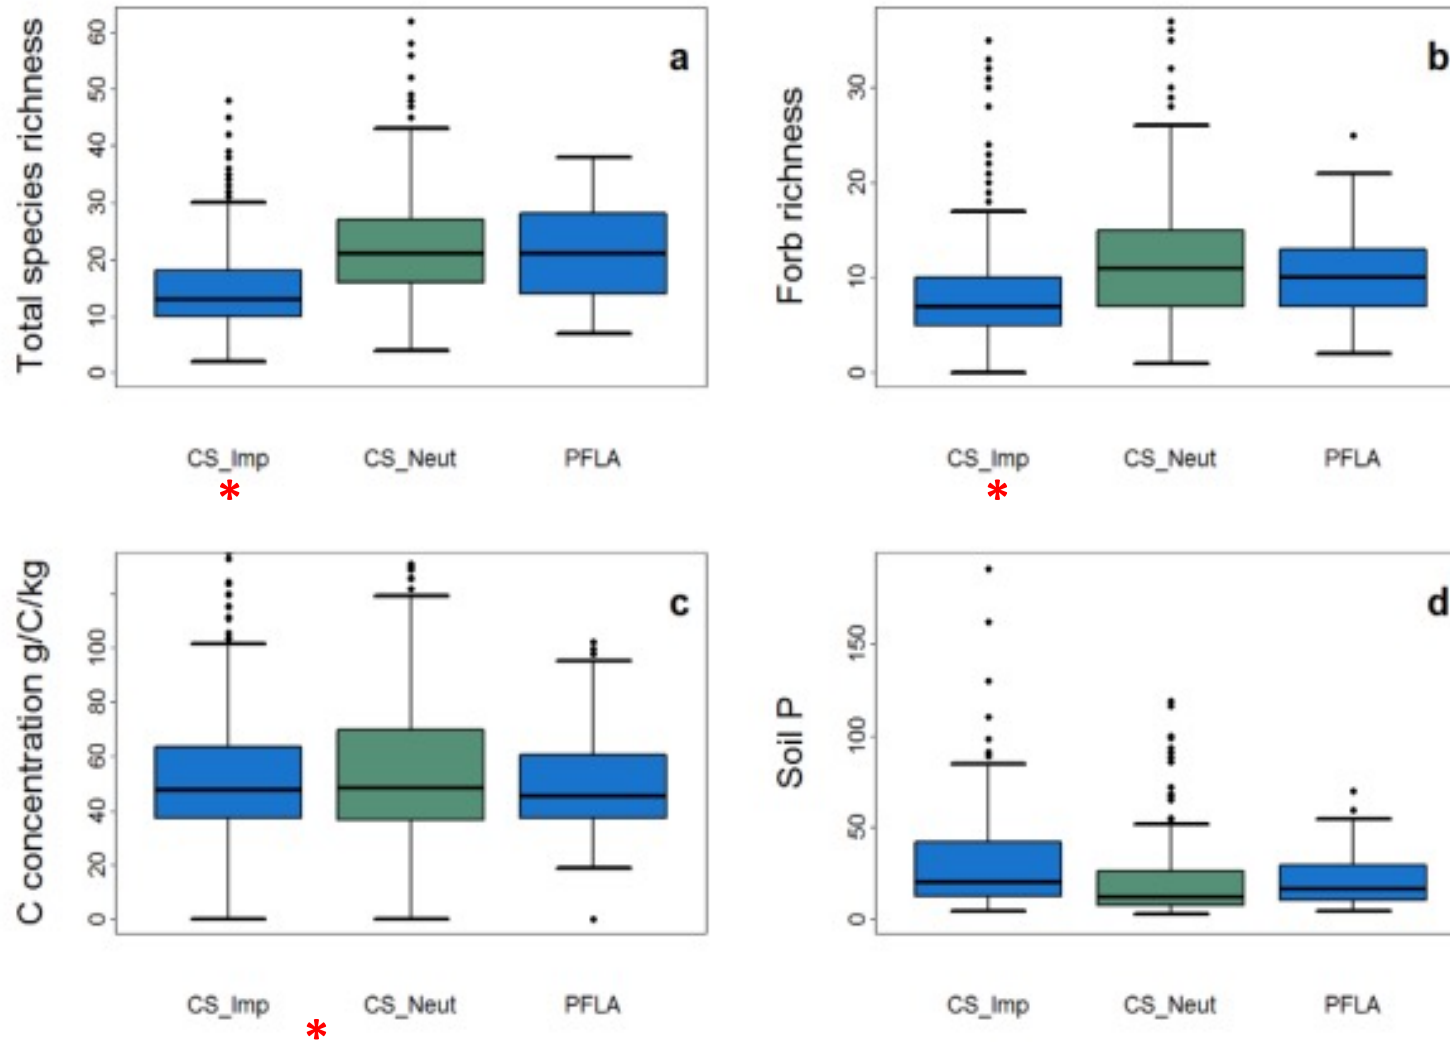 Total species richness
0
10
20
30
40
50
60
a
CS_Imp
CS_Neut
PFLA
*
Forb richness
0
10
20
30
b
CS_Imp
CS_Neut
PFLA
*
C concentration g/C/kg
0
20
40
60
80
100
c
CS_Imp
CS_Neut
PFLA
*
Soil P
0
50
100
150
d
CS_Imp
CS_Neut
PFLA